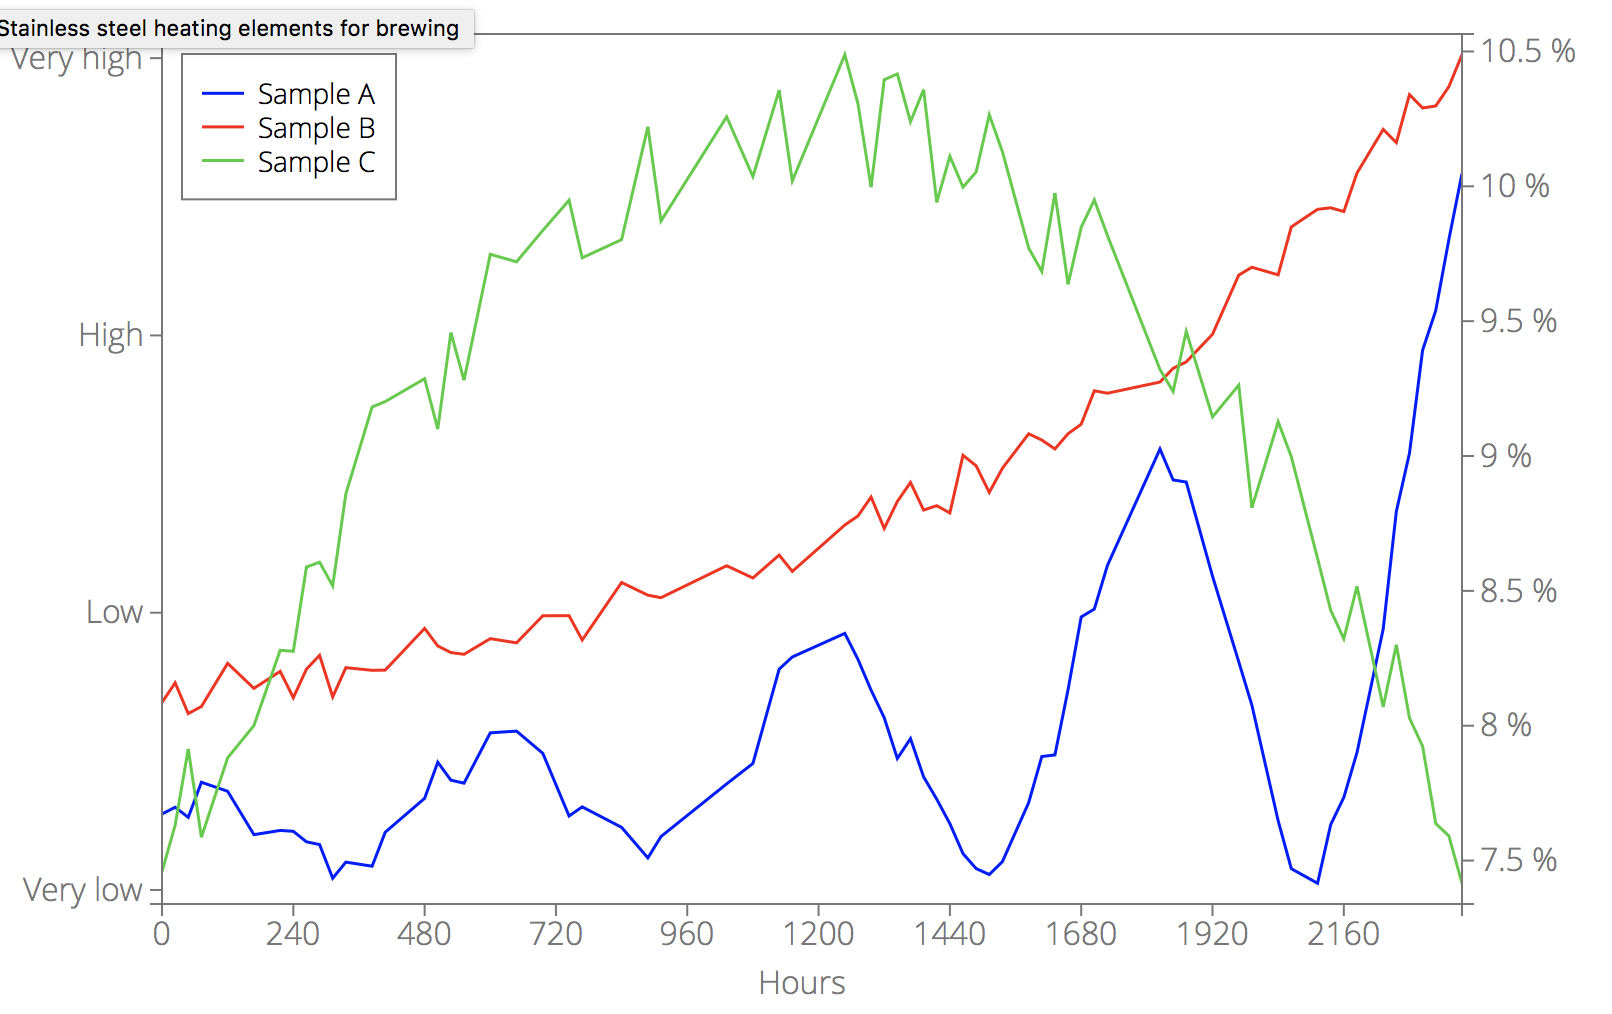 Stainless steel heating elements for brewing
Very high
High
Low
Very low
Sample A
Sample B
Sample C
10.5 %
10 %
9.5 %
9 %
8.5 %
8 %
7.5 %
0 240 480 720 960 1200 1440 1680 1920 2160
Hours